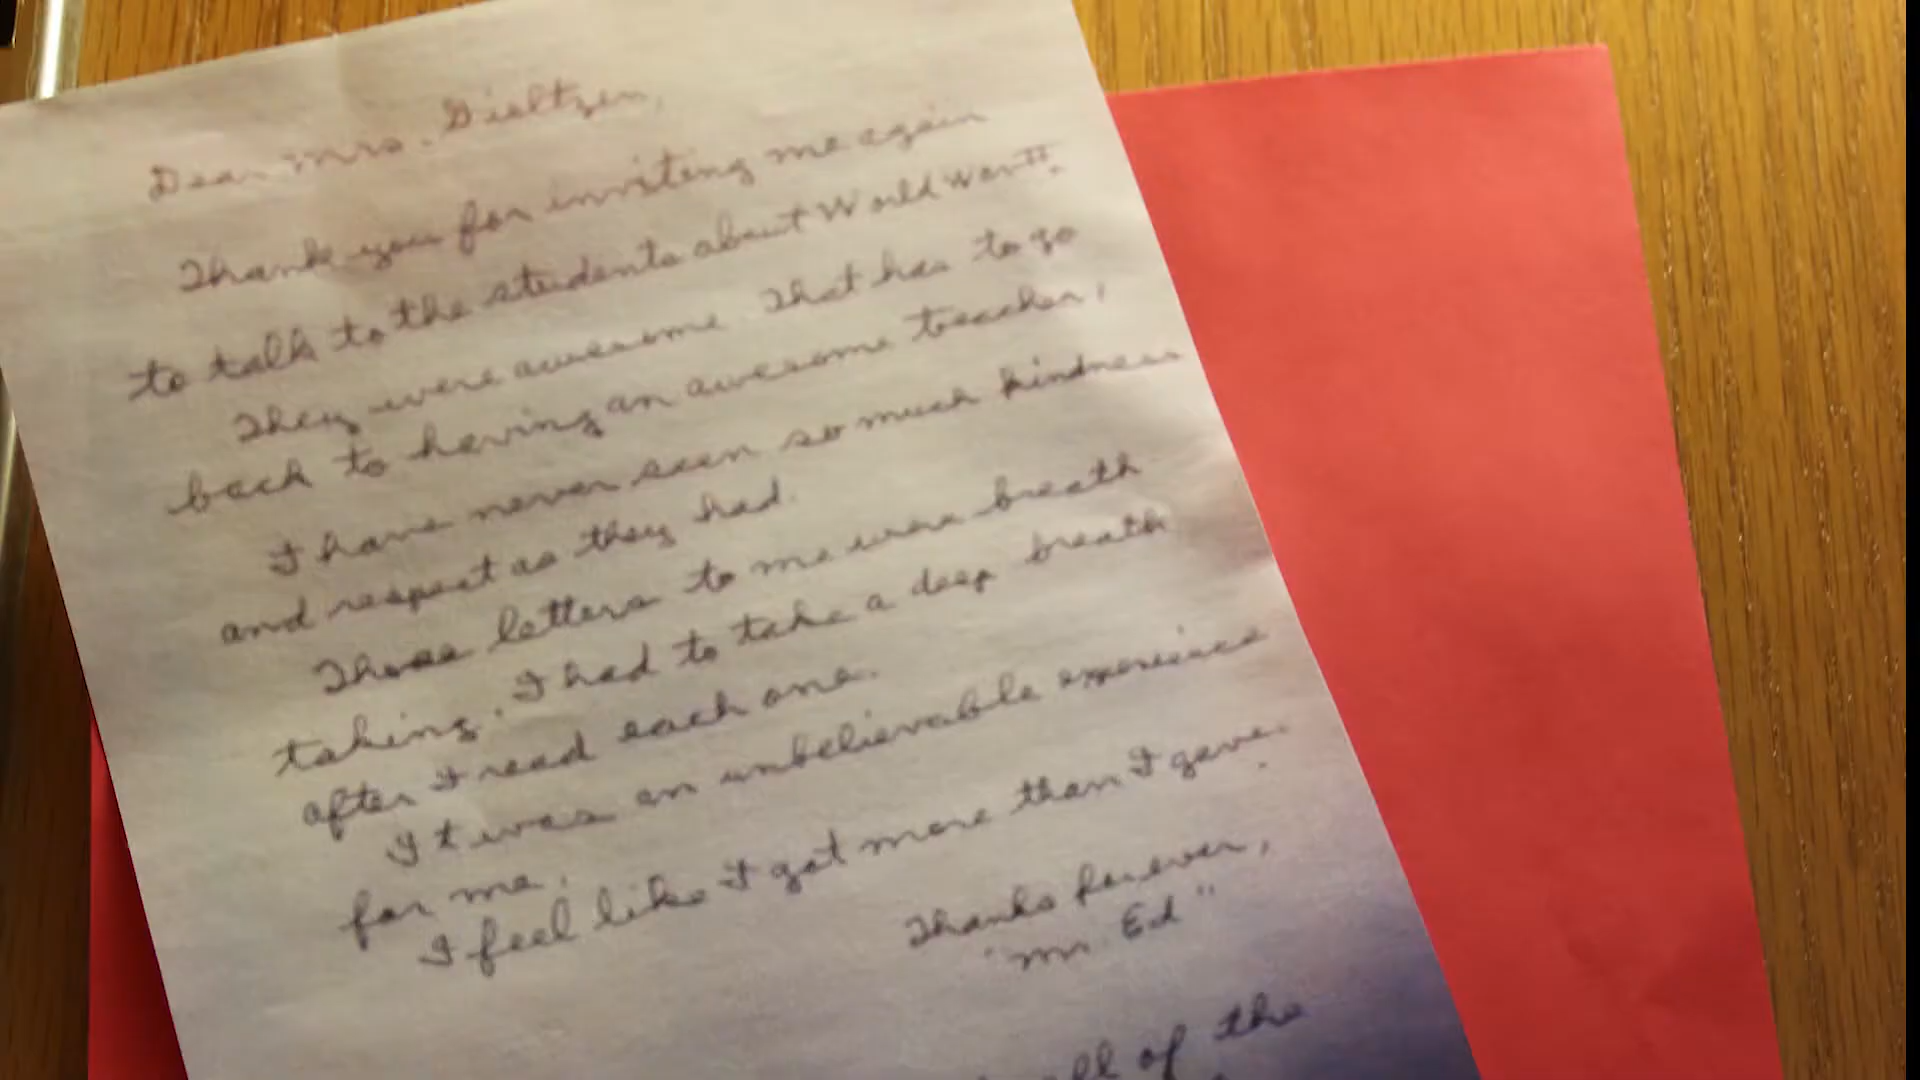 Dear Mrs. Dieltzen,
Thank you for inviting me again
to talk to the students about World War II.
They were awesome. That has to go
back to having an awesome teacher,
I have never seen so much kindness
and respect as they had.
Those letters to me were breath
taking. I had to take a deep breath
after I read each one.
It was an unbelievable experience
for me.
I feel like I got more than I gave.
Thanks forever,
"Mr. Ed"
all of the